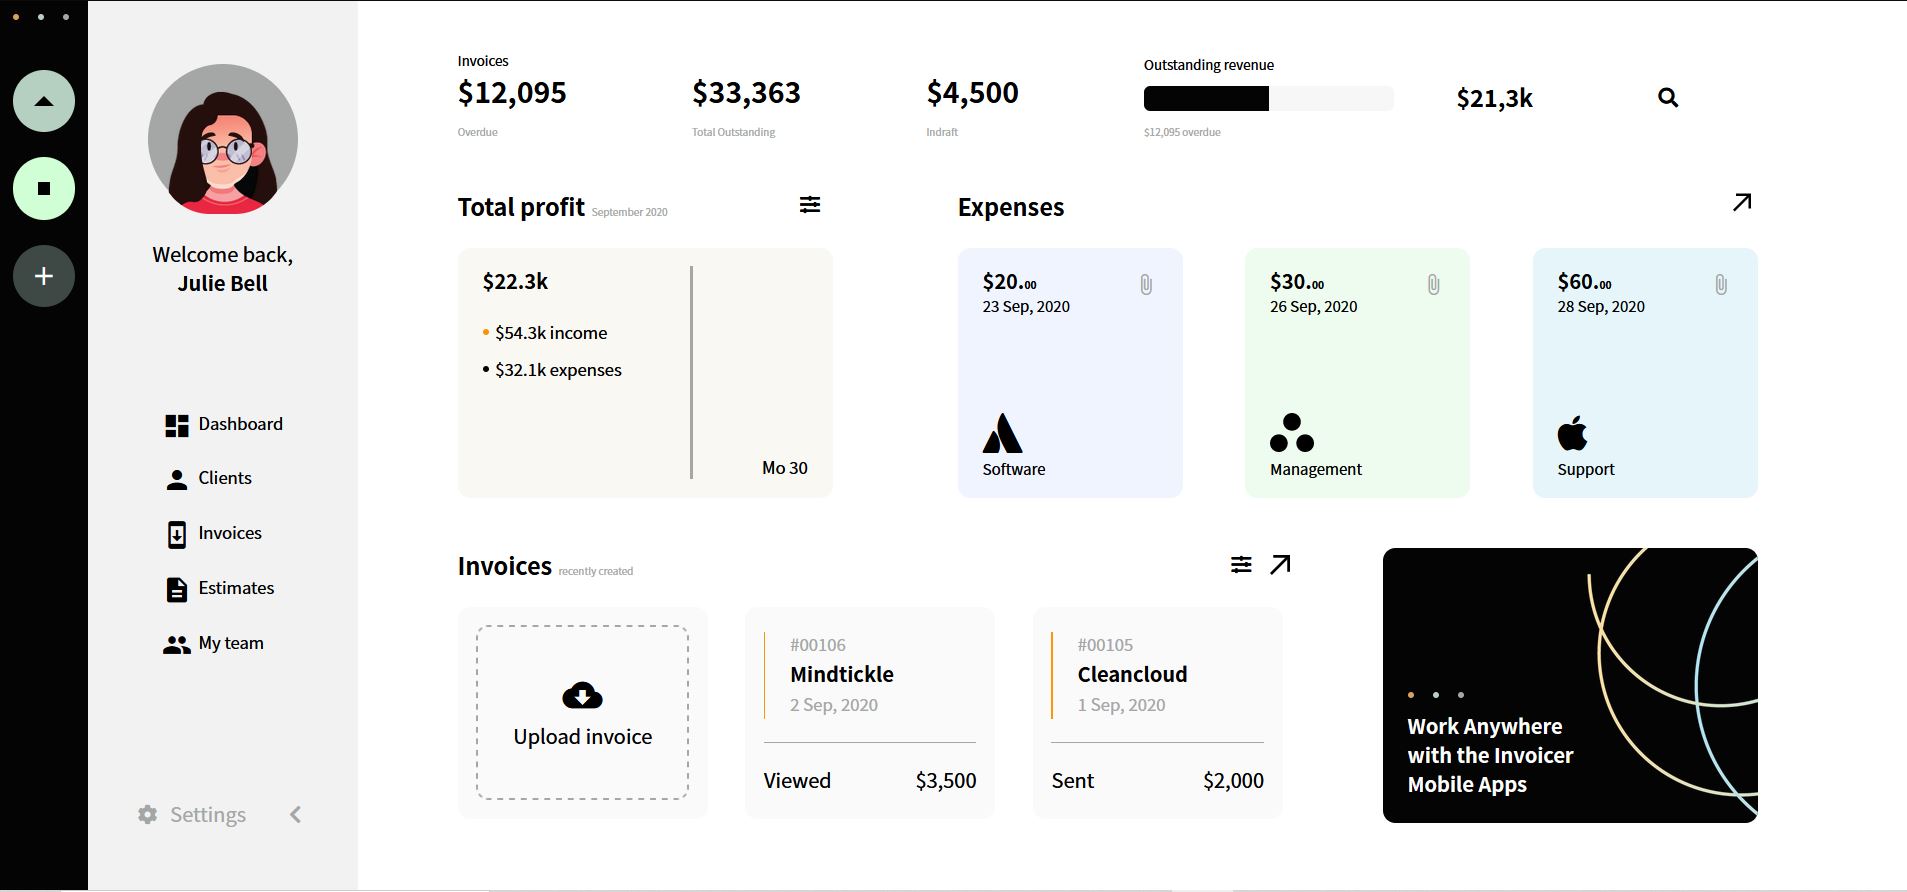 Welcome back,
Julie Bell
Dashboard
Clients
Invoices
Estimates
My team
Settings
Invoices
$12,095
Overdue
$33,363
Total Outstanding
$4,500
Indraft
Outstanding revenue
$12,095 overdue
$21,3k
Total profit September 2020
$22.3k
$54.3k income
$32.1k expenses
Mo 30
Expenses
$20.00
23 Sep, 2020
Software
$30.00
26 Sep, 2020
Management
$60.00
28 Sep, 2020
Support
Invoices recently created
Upload invoice
#00106
Mindtickle
2 Sep, 2020
Viewed $3,500
#00105
Cleancloud
1 Sep, 2020
Sent $2,000
Work Anywhere
with the Invoicer
Mobile Apps